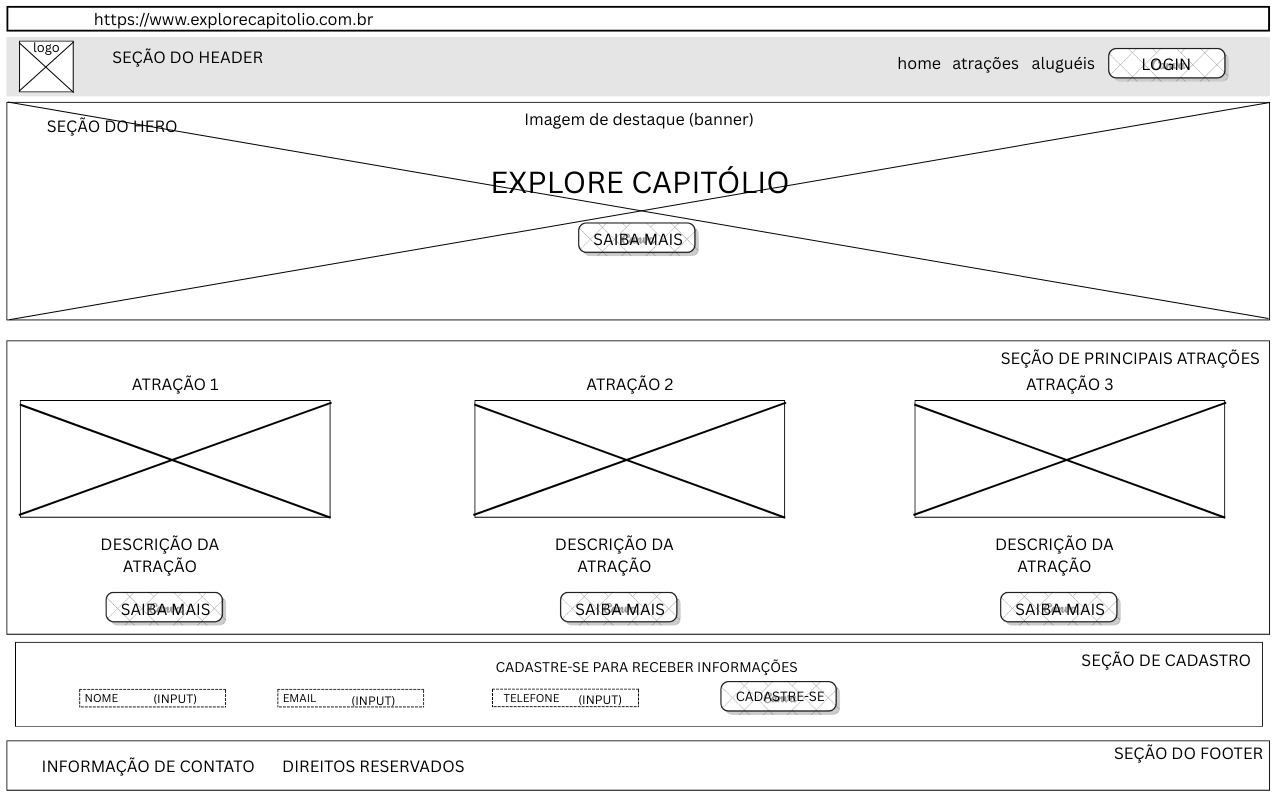 https://www.explorecapitolio.com.br
logo
SEÇÃO DO HEADER
home atrações aluguéis LOGIN
SEÇÃO DO HERO
Imagem de destaque (banner)
EXPLORE CAPITÓLIO
SAIBA MAIS
SEÇÃO DE PRINCIPAIS ATRAÇÕES
ATRAÇÃO 1
ATRAÇÃO 2
ATRAÇÃO 3
DESCRIÇÃO DA
ATRAÇÃO
DESCRIÇÃO DA
ATRAÇÃO
DESCRIÇÃO DA
ATRAÇÃO
SAIBA MAIS
SAIBA MAIS
SAIBA MAIS
SEÇÃO DE CADASTRO
CADASTRE-SE PARA RECEBER INFORMAÇÕES
NOME (INPUT)
EMAIL (INPUT)
TELEFONE (INPUT)
CADASTRE-SE
SEÇÃO DO FOOTER
INFORMAÇÃO DE CONTATO DIREITOS RESERVADOS